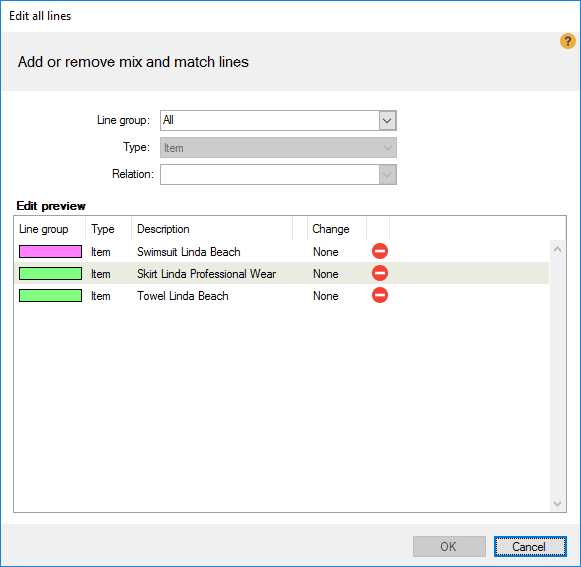 Edit all lines
?
Add or remove mix and match lines
Line group: All
Type: Item
Relation:
Edit preview
Line group Type Description Change
Item Swimsuit Linda Beach None
Item Skirt Linda Professional Wear None
Item Towel Linda Beach None
OK Cancel